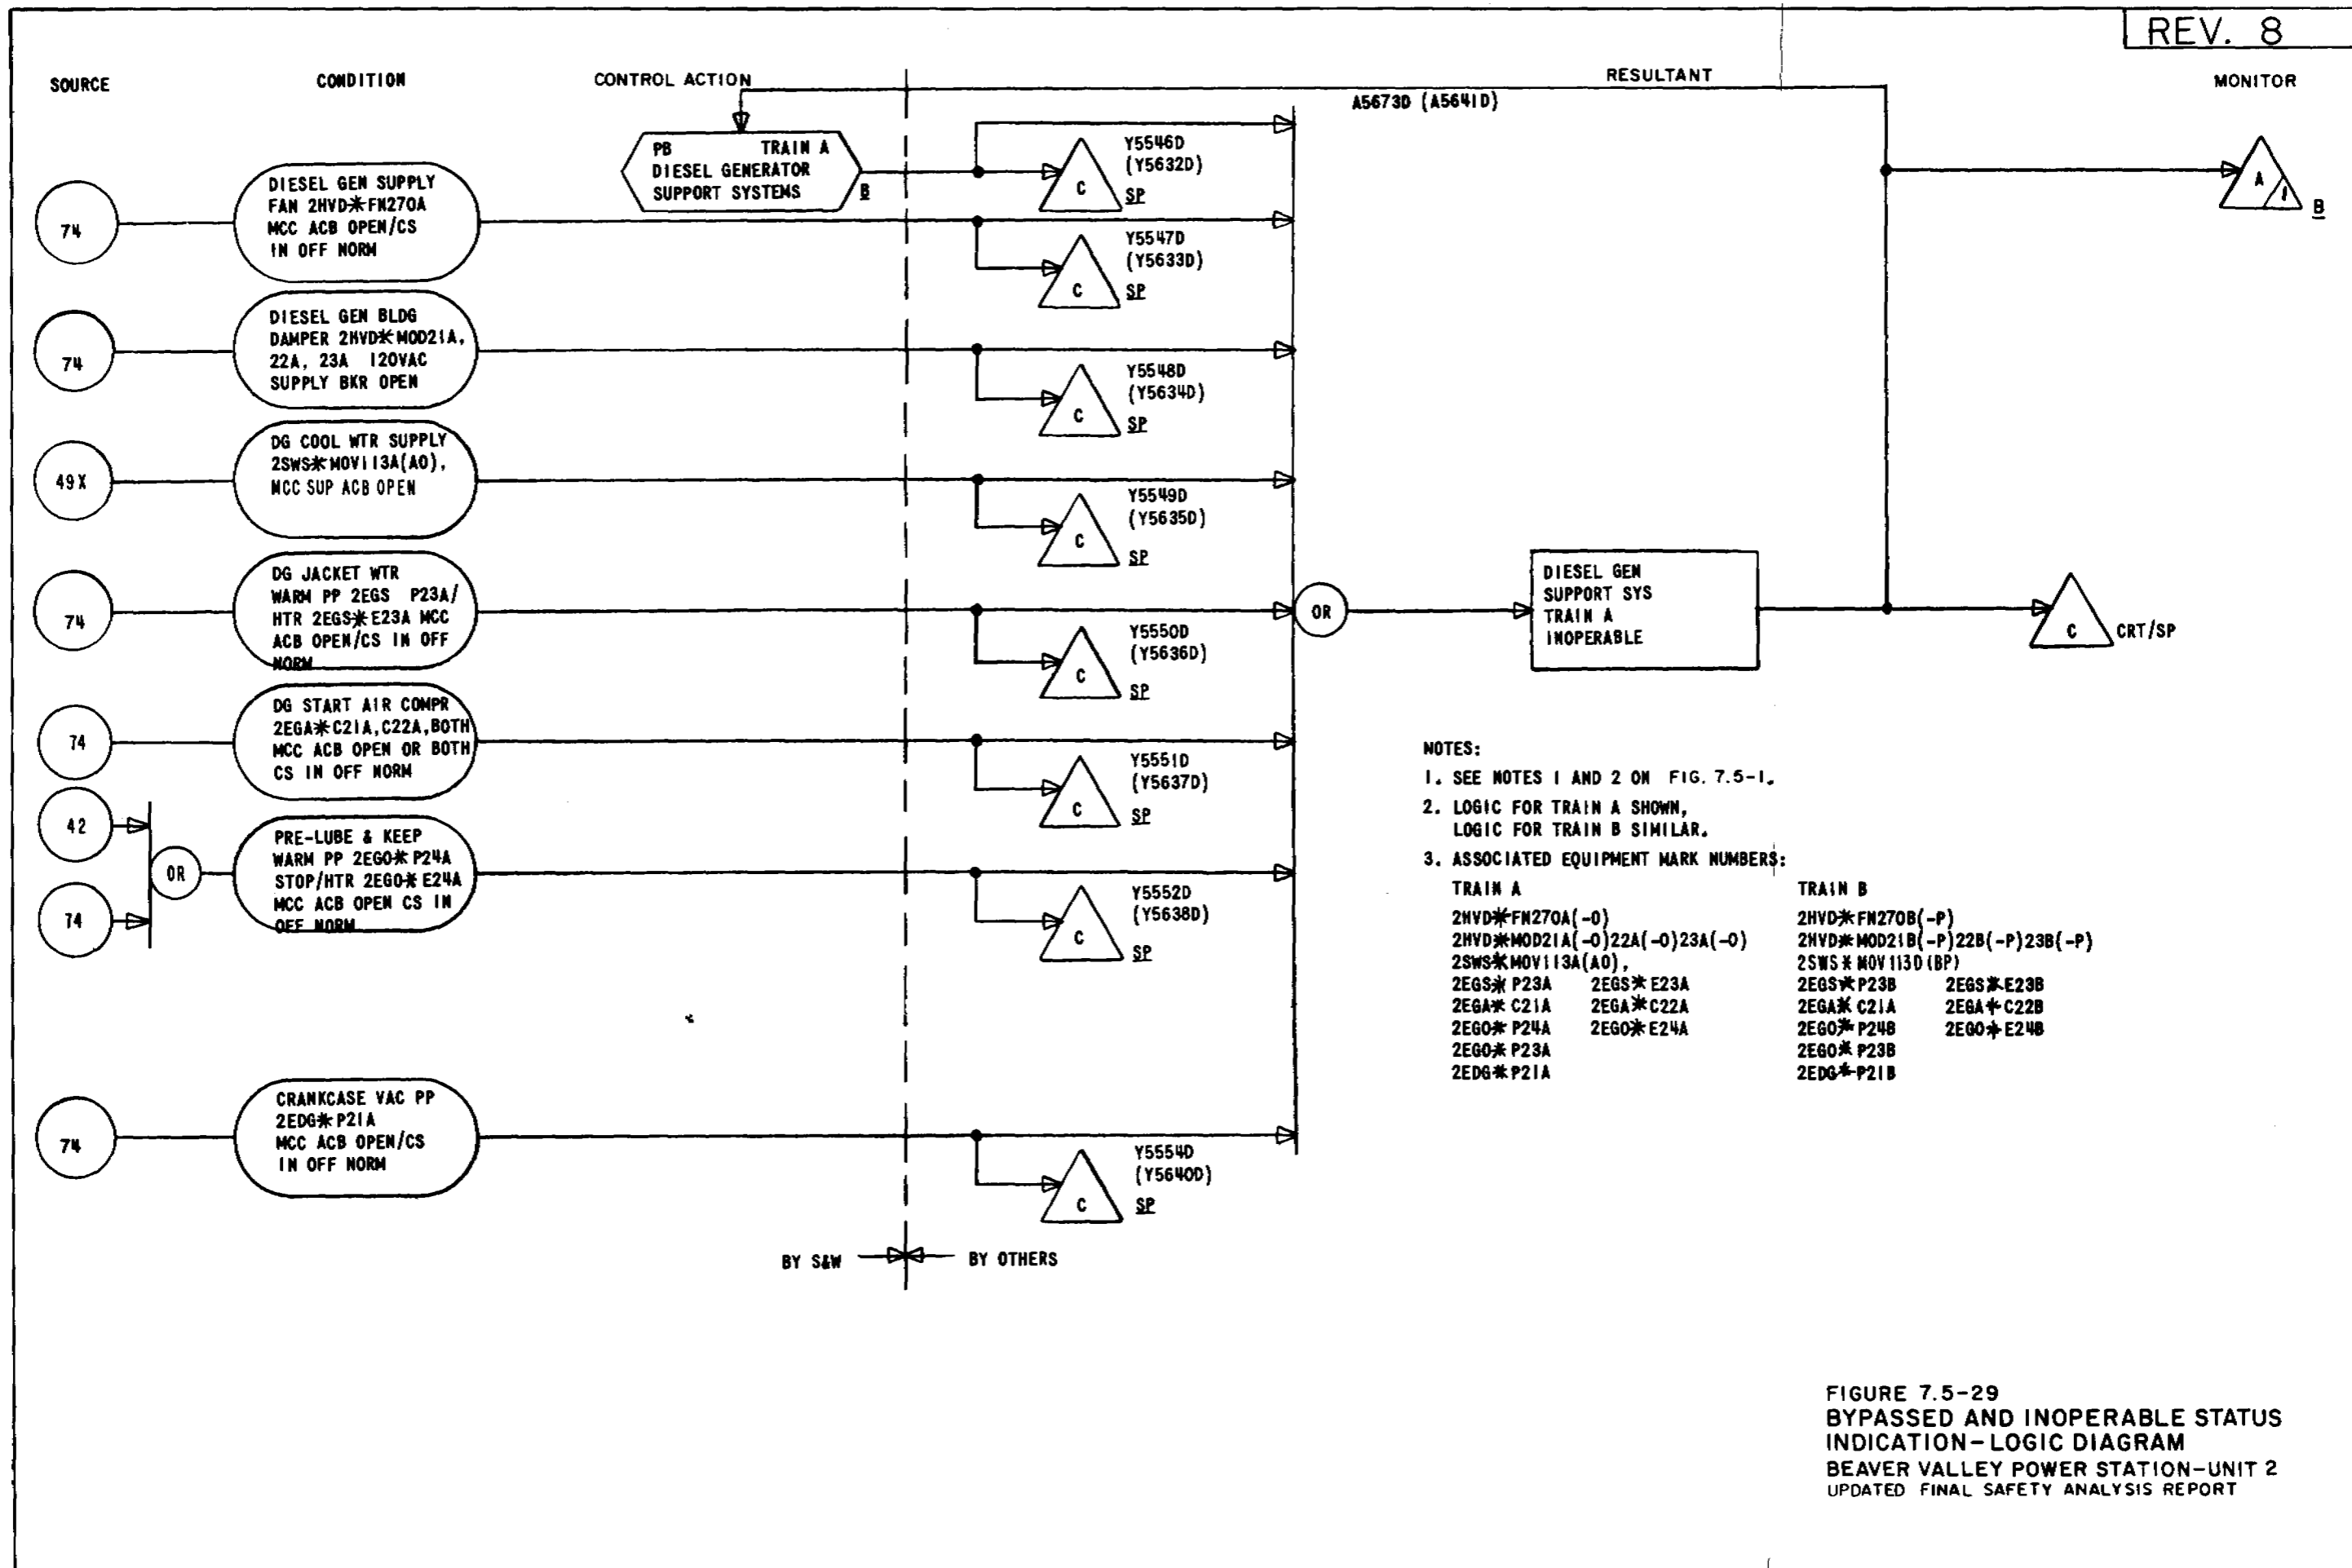 REV. 8
SOURCE
CONDITION
CONTROL ACTION
RESULTANT
MONITOR
A5673D (A5641D)
PB TRAIN A
DIESEL GENERATOR
SUPPORT SYSTEMS
B
Y5546D
(Y5632D)
C
SP
A
1
B
74
DIESEL GEN SUPPLY
FAN 2HVD*FN270A
MCC ACB OPEN/CS
IN OFF NORM
Y5547D
(Y5633D)
C
SP
74
DIESEL GEN BLDG
DAMPER 2HVD*MOD21A,
22A, 23A 120VAC
SUPPLY BKR OPEN
Y5548D
(Y5634D)
C
SP
49X
DG COOL WTR SUPPLY
2SWS*MOV113A(AO),
MCC SUP ACB OPEN
Y5549D
(Y5635D)
C
SP
74
DG JACKET WTR
WARM PP 2EGS P23A/
HTR 2EGS*E23A MCC
ACB OPEN/CS IN OFF
NORM
Y5550D
(Y5636D)
C
SP
OR
DIESEL GEN
SUPPORT SYS
TRAIN A
INOPERABLE
C
CRT/SP
74
DG START AIR COMPR
2EGA*C21A,C22A,BOTH
MCC ACB OPEN OR BOTH
CS IN OFF NORM
Y5551D
(Y5637D)
C
SP
42
74
OR
PRE-LUBE & KEEP
WARM PP 2EGO*P24A
STOP/HTR 2EGO*E24A
MCC ACB OPEN CS IN
OFF NORM
Y5552D
(Y5638D)
C
SP
74
CRANKCASE VAC PP
2EDG*P21A
MCC ACB OPEN/CS
IN OFF NORM
Y5554D
(Y5640D)
C
SP
BY S&W
BY OTHERS
NOTES:
1. SEE NOTES 1 AND 2 ON FIG. 7.5-1.
2. LOGIC FOR TRAIN A SHOWN,
LOGIC FOR TRAIN B SIMILAR.
3. ASSOCIATED EQUIPMENT MARK NUMBERS:
TRAIN A TRAIN B
2HVD*FN270A(-O) 2HVD*FN270B(-P)
2HVD*MOD21A(-O)22A(-O)23A(-O) 2HVD*MOD21B(-P)22B(-P)23B(-P)
2SWS*MOV113A(AO), 2SWS*MOV113D(BP)
2EGS*P23A 2EGS*E23A 2EGS*P23B 2EGS*E23B
2EGA*C21A 2EGA*C22A 2EGA*C21A 2EGA*C22B
2EGO*P24A 2EGO*E24A 2EGO*P24B 2EGO*E24B
2EGO*P23A 2EGO*P23B
2EDG*P21A 2EDG*P21B
FIGURE 7.5-29
BYPASSED AND INOPERABLE STATUS
INDICATION-LOGIC DIAGRAM
BEAVER VALLEY POWER STATION-UNIT 2
UPDATED FINAL SAFETY ANALYSIS REPORT